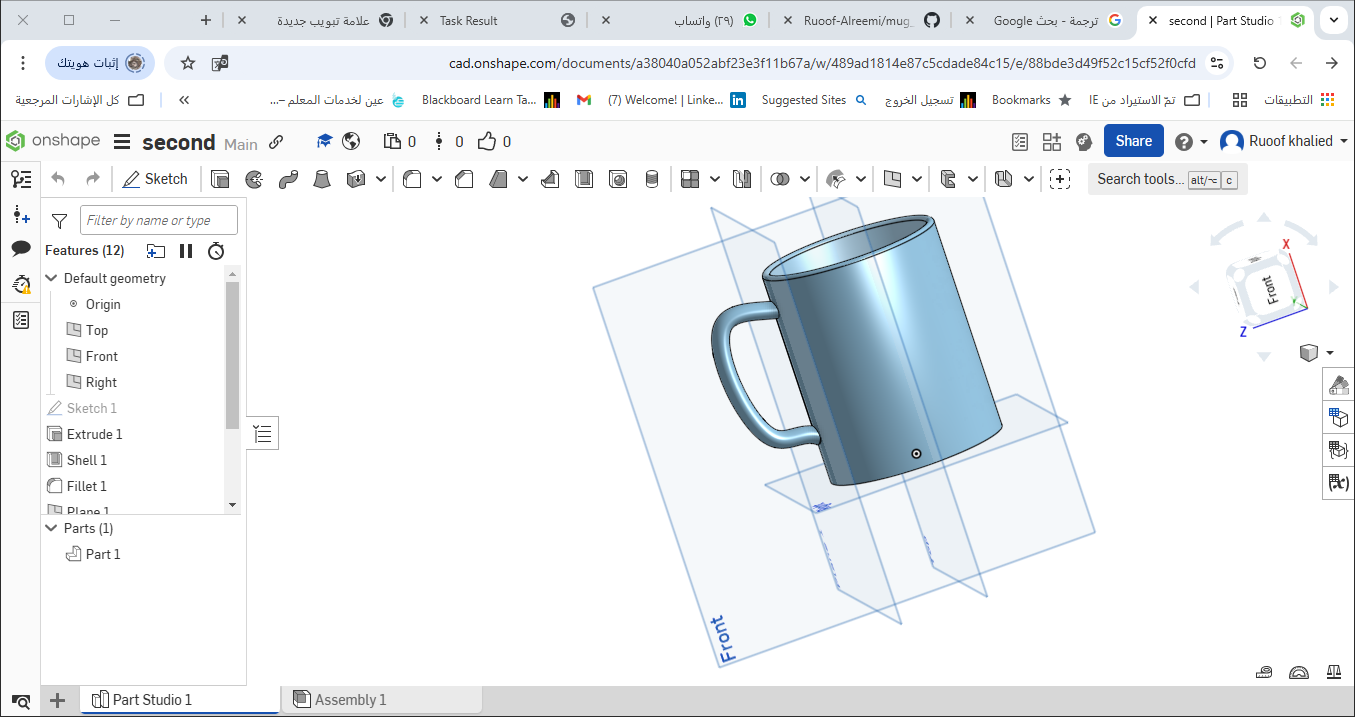 علامة تبويب جديدة
Task Result
(٢٩) واتساب
Ruoof-Alreemi/mug_
ترجمة - بحث Google
second | Part Studio 1
إثبات هويتك
cad.onshape.com/documents/a38040a052abf23e3f11b67a/w/489ad1814e87c5cdade84c15/e/88bde3d49f52c15cf52f0cfd
كل الإشارات المرجعية
«
عين لخدمات المعلم –...
Blackboard Learn Ta...
(7) Welcome! | Linke...
Suggested Sites
تسجيل الخروج
Bookmarks
تمّ الاستيراد من IE
التطبيقات
onshape
second Main
0
0
0
Share
Ruoof khalied
Sketch
Search tools... alt/⌥ c
Filter by name or type
Features (12)
Default geometry
Origin
Top
Front
Right
Sketch 1
Extrude 1
Shell 1
Fillet 1
Plane 1
Parts (1)
Part 1
Front
X
Front
Z
(x)
Part Studio 1
Assembly 1